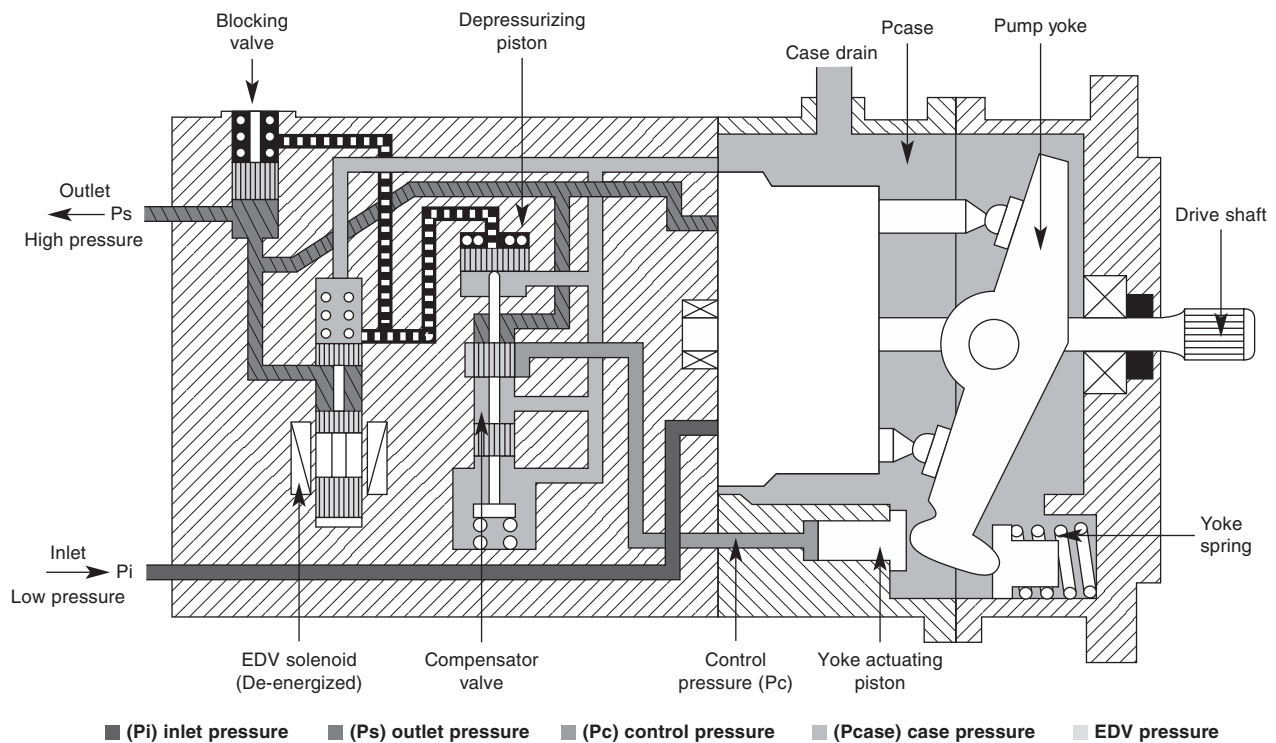 Blocking
valve
Depressurizing
piston
Case drain
Pcase
Pump yoke
Outlet
Ps
High pressure
Drive shaft
Yoke
spring
Inlet
Pi
Low pressure
EDV solenoid
(De-energized)
Compensator
valve
Control
pressure (Pc)
Yoke actuating
piston
(Pi) inlet pressure
(Ps) outlet pressure
(Pc) control pressure
(Pcase) case pressure
EDV pressure